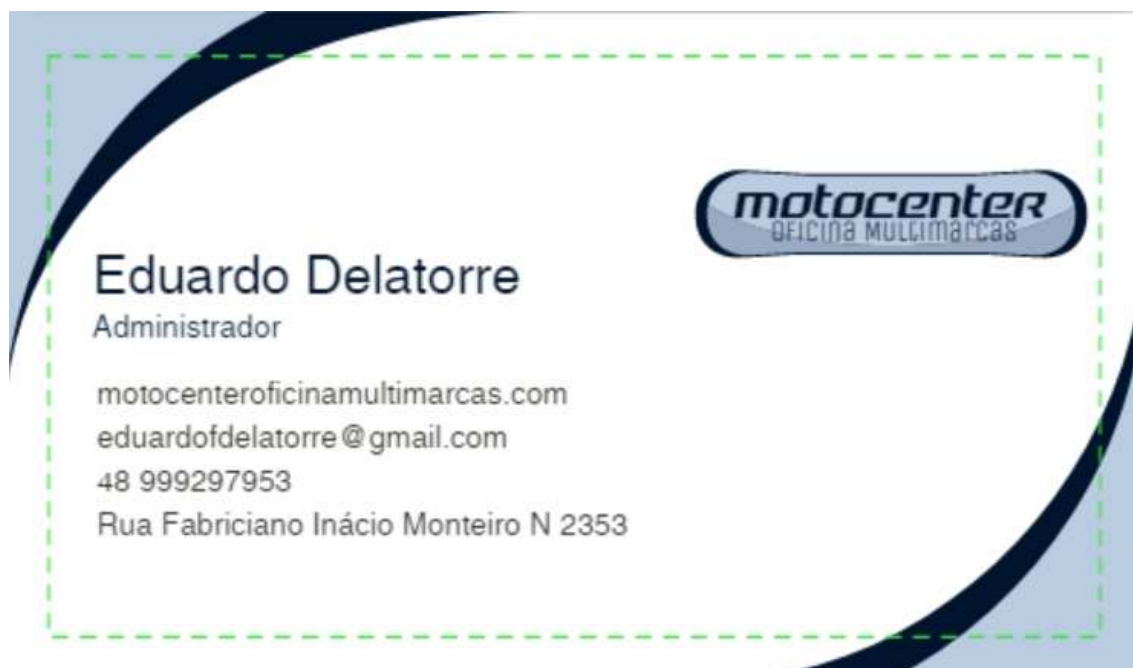 motocenter
OFICINA MULTIMARCAS
Eduardo Delatorre
Administrador
motocenteroficinamultimarcas.com
eduardofdelatorre@gmail.com
48 999297953
Rua Fabriciano Inácio Monteiro N 2353